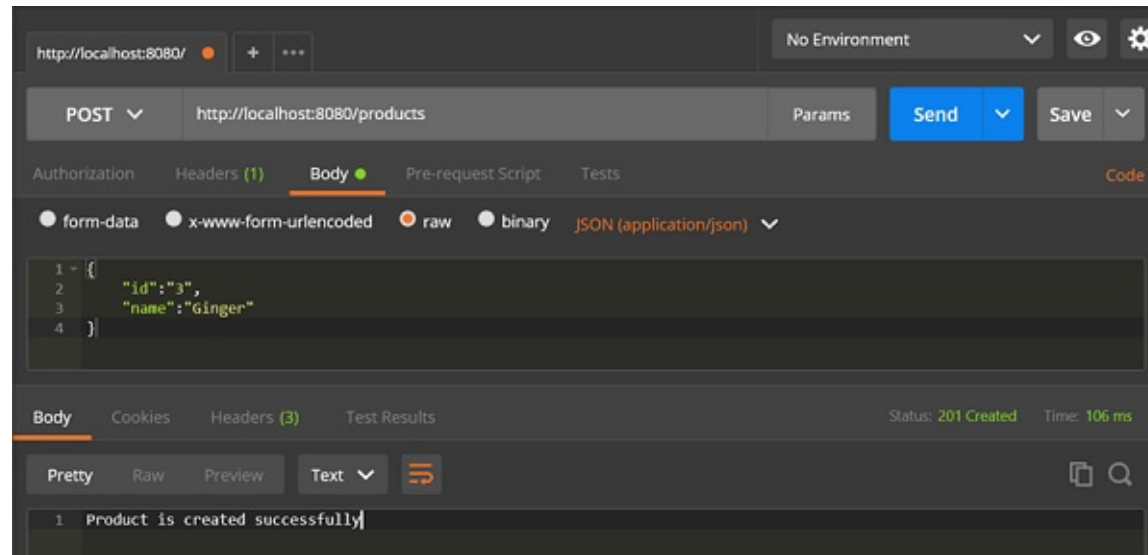 http://localhost:8080/ + ••• No Environment
POST http://localhost:8080/products Params Send Save
Authorization Headers (1) Body Pre-request Script Tests Code
form-data x-www-form-urlencoded raw binary JSON (application/json)
1 {
2 "id":"3",
3 "name":"Ginger"
4 }
Body Cookies Headers (3) Test Results Status: 201 Created Time: 106 ms
Pretty Raw Preview Text
1 Product is created successfully